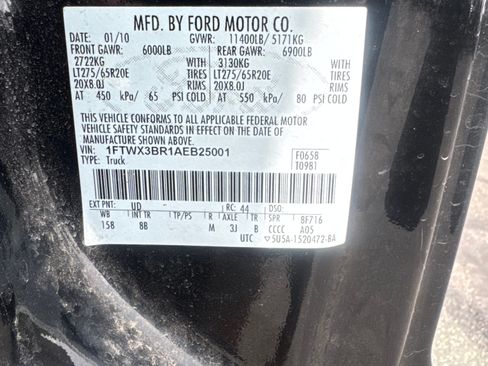 MFD. BY FORD MOTOR CO.
DATE: 01/10 GVWR: 11400LB/ 5171KG
FRONT GAWR: 6000LB REAR GAWR: 6900LB
2722KG WITH 3130KG WITH
LT275/65R20E TIRES LT275/65R20E TIRES
20X8.0J RIMS 20X8.0J RIMS
AT 450 kPa/ 65 PSI COLD AT 550 kPa/ 80 PSI COLD
THIS VEHICLE CONFORMS TO ALL APPLICABLE FEDERAL MOTOR
VEHICLE SAFETY STANDARDS IN EFFECT ON THE DATE OF
MANUFACTURE SHOWN ABOVE.
VIN: 1FTWX3BR1AEB25001 F0658
TYPE: Truck T0981
EXT PNT: UD RC: 44 DSO:
WB INT TR TP/PS R AXLE TR SPR 8F716
158 8B M 3J B CCCC A05
UTC 5U5A-1520472-BA